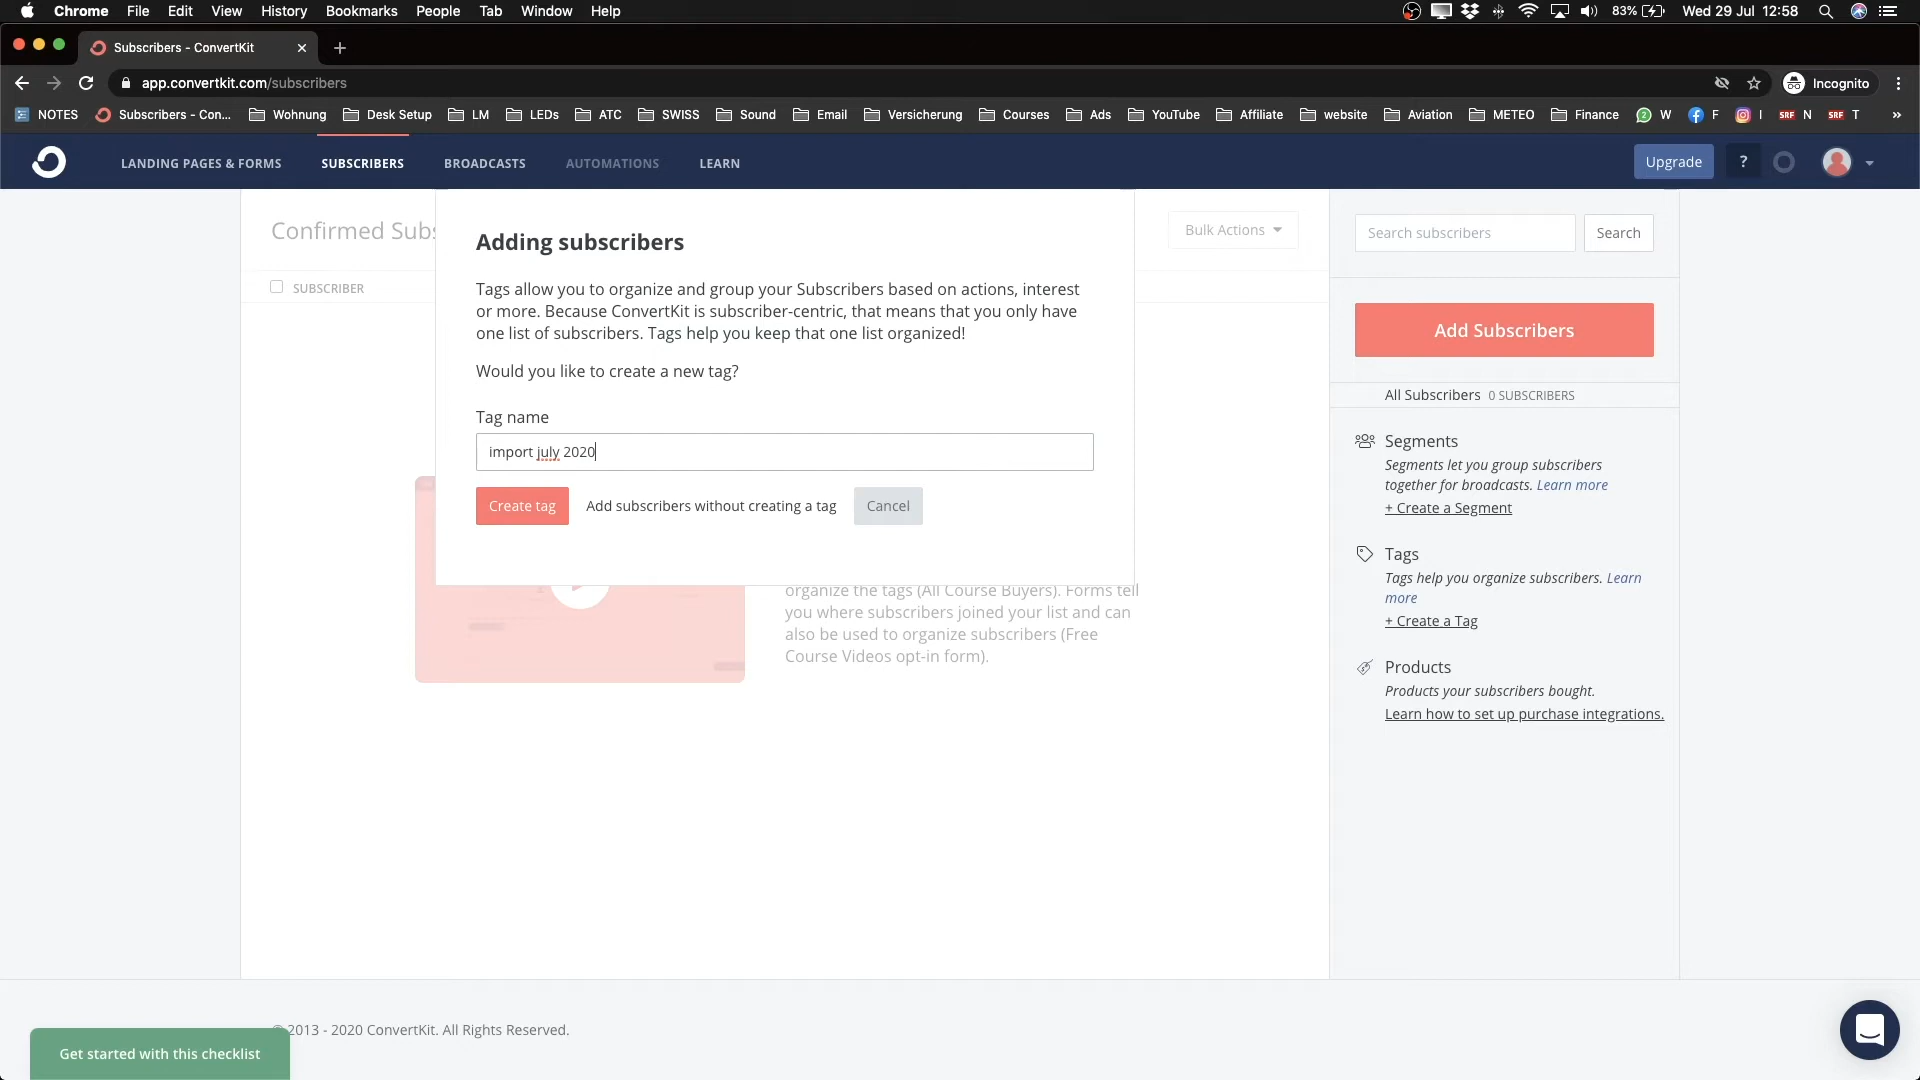 Chrome File Edit View History Bookmarks People Tab Window Help 83% Wed 29 Jul 12:58
Subscribers - ConvertKit
app.convertkit.com/subscribers
Incognito
NOTES Subscribers - Con... Wohnung Desk Setup LM LEDs ATC SWISS Sound Email Versicherung Courses Ads YouTube Affiliate website Aviation METEO Finance W F I SRF N SRF T »
LANDING PAGES & FORMS SUBSCRIBERS BROADCASTS AUTOMATIONS LEARN Upgrade ?
Confirmed Subs
Bulk Actions
SUBSCRIBER
Adding subscribers
Tags allow you to organize and group your Subscribers based on actions, interest
or more. Because ConvertKit is subscriber-centric, that means that you only have
one list of subscribers. Tags help you keep that one list organized!
Would you like to create a new tag?
Tag name
import july 2020
Create tag Add subscribers without creating a tag Cancel
organize the tags (All Course Buyers). Forms tell
you where subscribers joined your list and can
also be used to organize subscribers (Free
Course Videos opt-in form).
Search subscribers Search
Add Subscribers
All Subscribers 0 SUBSCRIBERS
Segments
Segments let you group subscribers
together for broadcasts. Learn more
+ Create a Segment
Tags
Tags help you organize subscribers. Learn
more
+ Create a Tag
Products
Products your subscribers bought.
Learn how to set up purchase integrations.
© 2013 - 2020 ConvertKit. All Rights Reserved.
Get started with this checklist